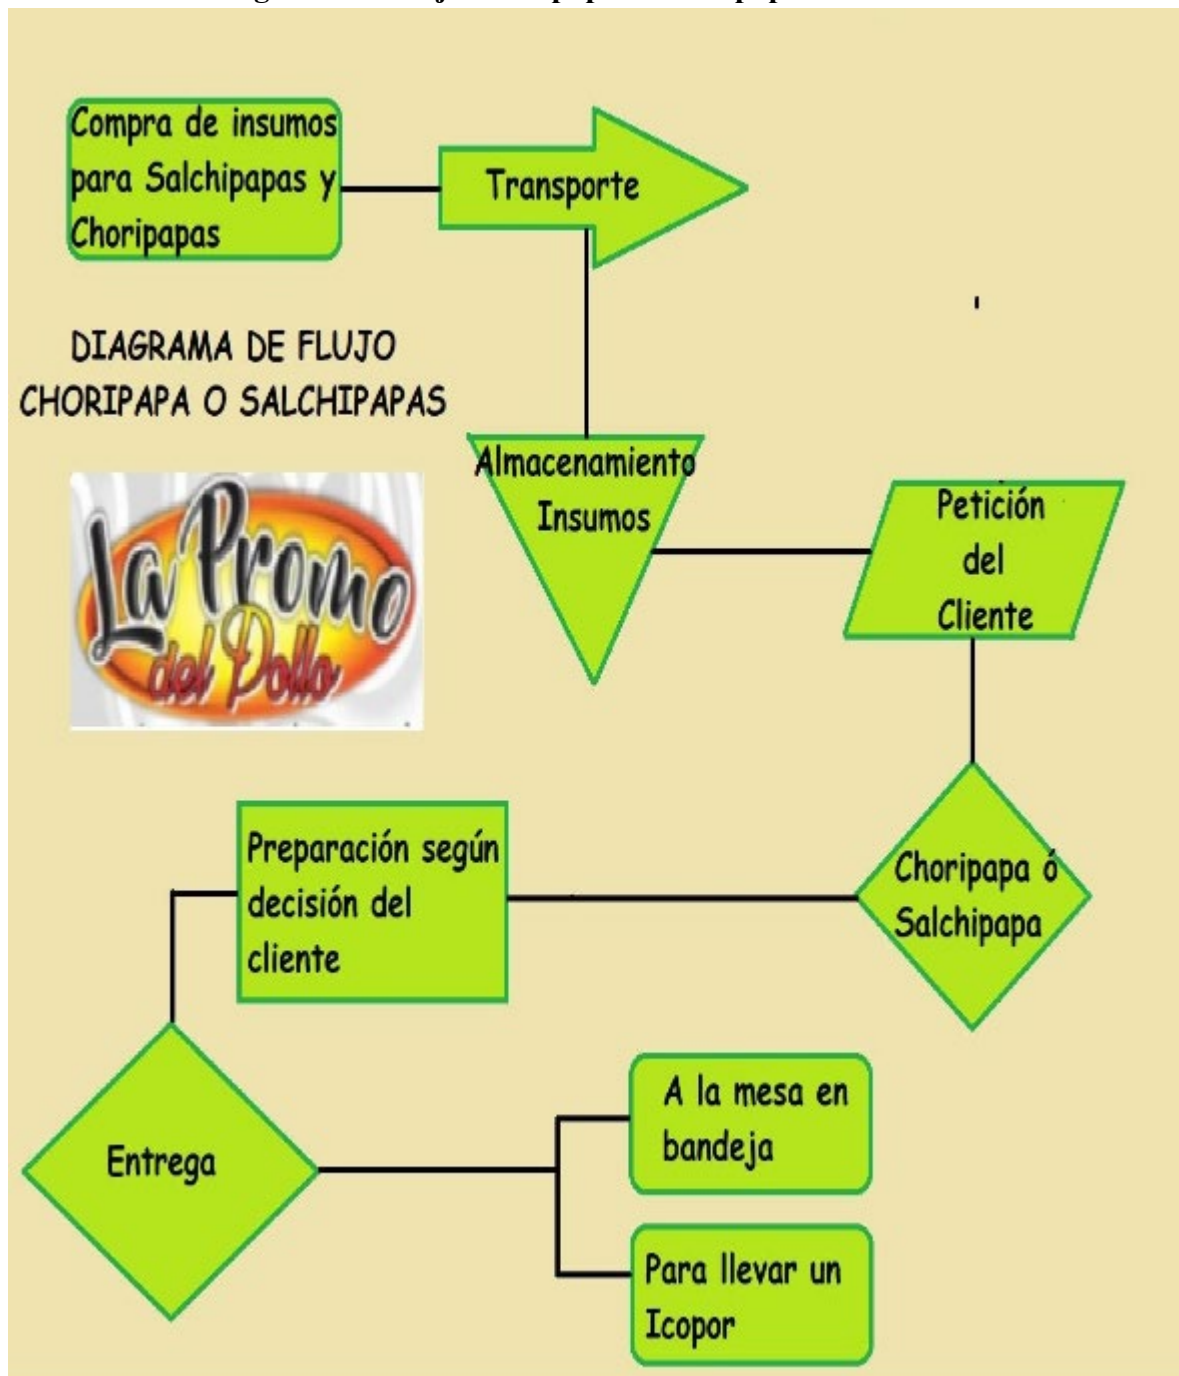 Compra de insumos
para Salchipapas y
Choripapas
Transporte
DIAGRAMA DE FLUJO
CHORIPAPA O SALCHIPAPAS
La Promo
del Pollo
Almacenamiento
Insumos
Petición
del
Cliente
Choripapa ó
Salchipapa
Preparación según
decisión del
cliente
Entrega
A la mesa en
bandeja
Para llevar un
Icopor